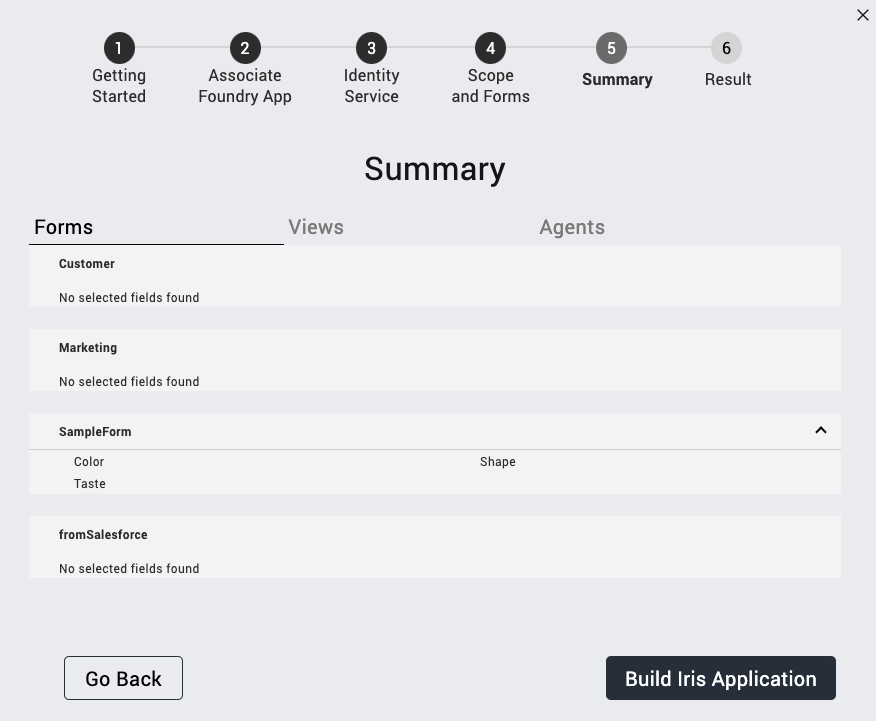 1
2
3
4
5
6
Getting
Started
Associate
Foundry App
Identity
Service
Scope
and Forms
Summary
Result
Summary
Forms
Views
Agents
Customer
No selected fields found
Marketing
No selected fields found
SampleForm
Color
Shape
Taste
fromSalesforce
No selected fields found
Go Back
Build Iris Application